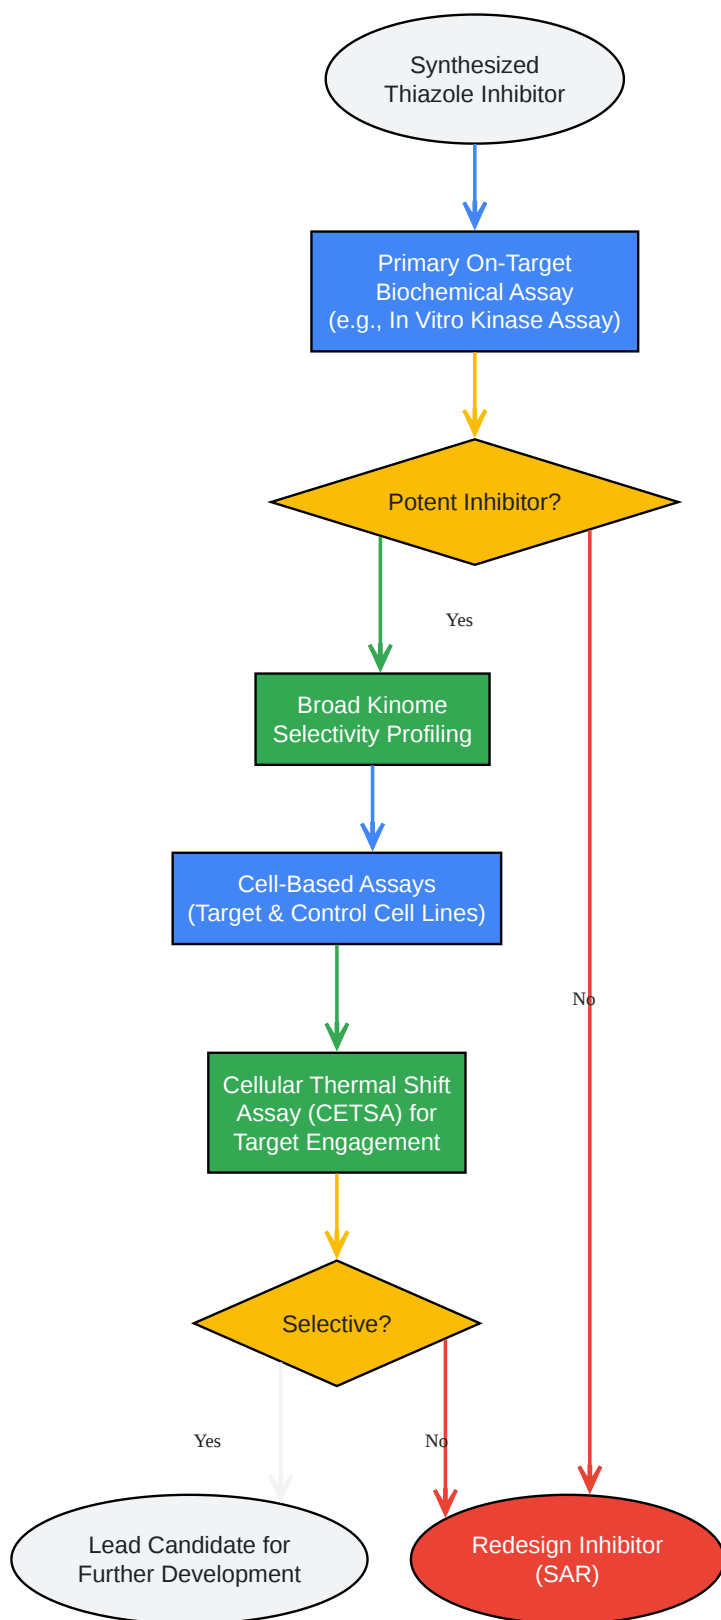 Synthesized
Thiazole Inhibitor
Primary On-Target
Biochemical Assay
(e.g., In Vitro Kinase Assay)
Potent Inhibitor?
Yes
Broad Kinome
Selectivity Profiling
Cell-Based Assays
(Target & Control Cell Lines)
No
Cellular Thermal Shift
Assay (CETSA) for
Target Engagement
Selective?
Yes
No
Lead Candidate for
Further Development
Redesign Inhibitor
(SAR)